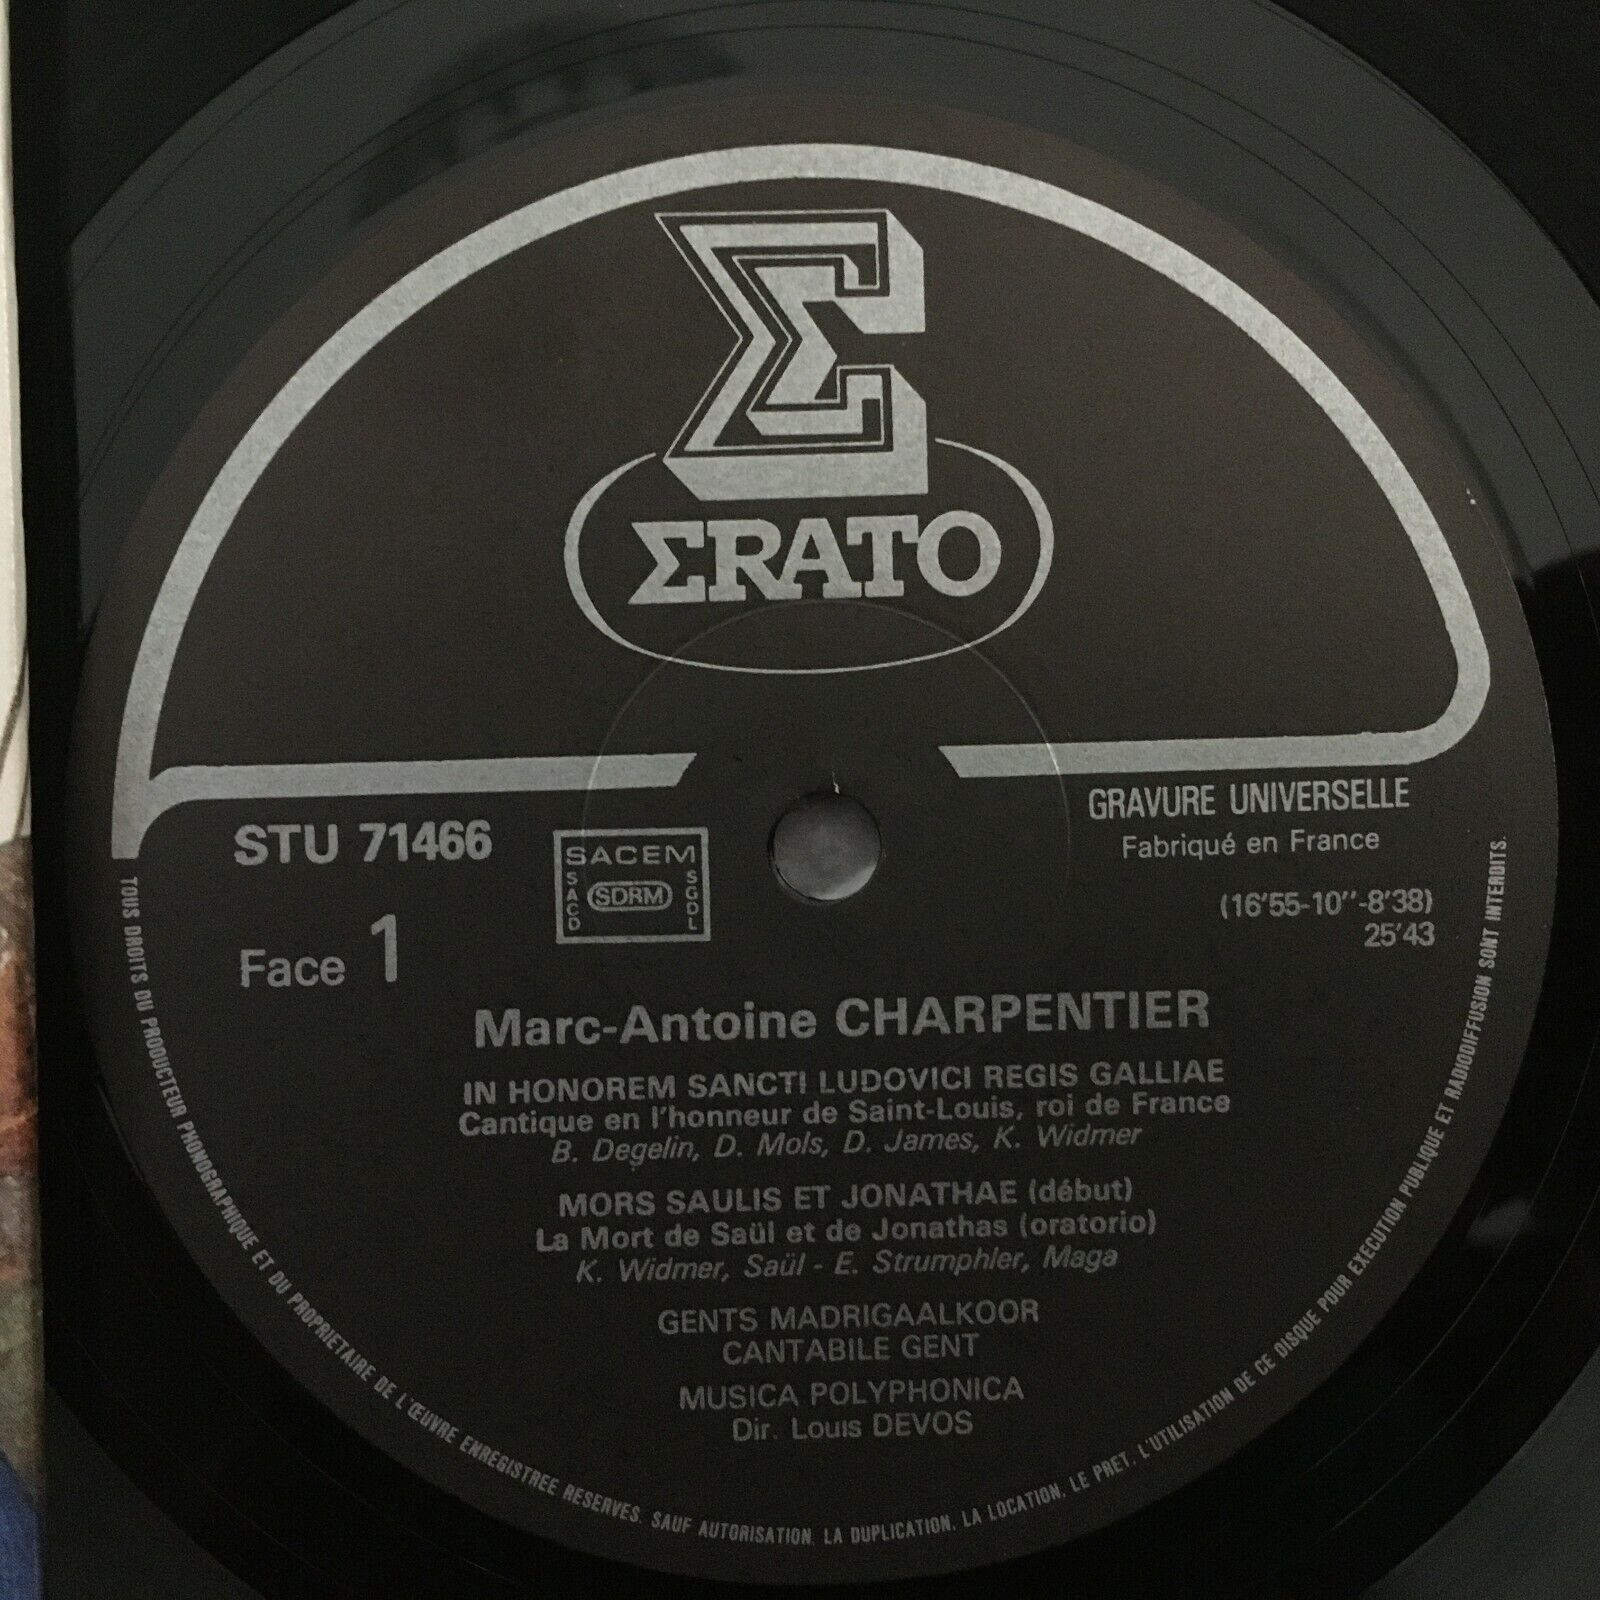 Σ
ΣRATO
GRAVURE UNIVERSELLE
Fabriqué en France
STU 71466
SACEM
SACD
SDRM
SGDL
(16'55-10''-8'38)
25'43
Face 1
Marc-Antoine CHARPENTIER
IN HONOREM SANCTI LUDOVICI REGIS GALLIAE
Cantique en l'honneur de Saint-Louis, roi de France
B. Degelin, D. Mols, D. James, K. Widmer
MORS SAULIS ET JONATHAE (début)
La Mort de Saül et de Jonathas (oratorio)
K. Widmer, Saül - E. Strumphler, Maga
GENTS MADRIGAALKOOR
CANTABILE GENT
MUSICA POLYPHONICA
Dir. Louis DEVOS
TOUS DROITS DU PRODUCTEUR PHONOGRAPHIQUE ET DU PROPRIETAIRE DE L'ŒUVRE ENREGISTREE RESERVES. SAUF AUTORISATION, LA DUPLICATION, LA LOCATION, LE PRET, L'UTILISATION DE CE DISQUE POUR EXECUTION PUBLIQUE ET RADIODIFFUSION SONT INTERDITS.